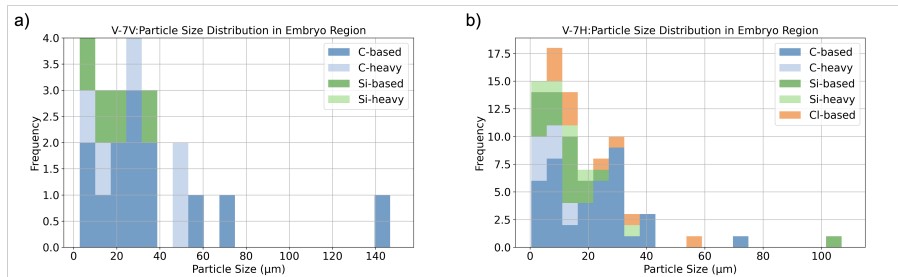 a)
V-7V:Particle Size Distribution in Embryo Region
4.0
3.5
3.0
2.5
2.0
1.5
1.0
0.5
0.0
Frequency
C-based
C-heavy
Si-based
Si-heavy
0 20 40 60 80 100 120 140
Particle Size (μm)
b)
V-7H:Particle Size Distribution in Embryo Region
17.5
15.0
12.5
10.0
7.5
5.0
2.5
0.0
Frequency
C-based
C-heavy
Si-based
Si-heavy
Cl-based
0 20 40 60 80 100
Particle Size (μm)